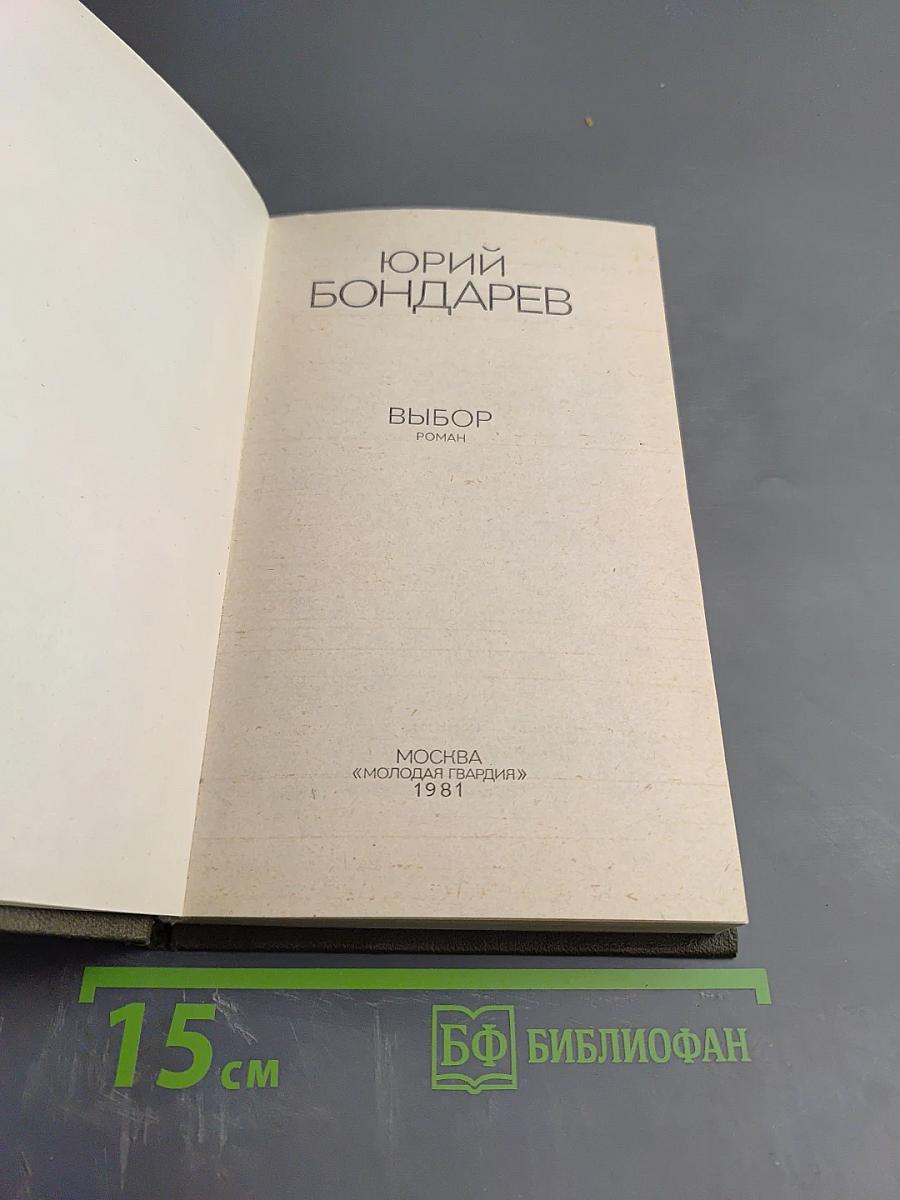 ЮРИЙ
БОНДАРЕВ
ВЫБОР
РОМАН
МОСКВА
«МОЛОДАЯ ГВАРДИЯ»
1981
15 см
БФ БИБЛИОФАН